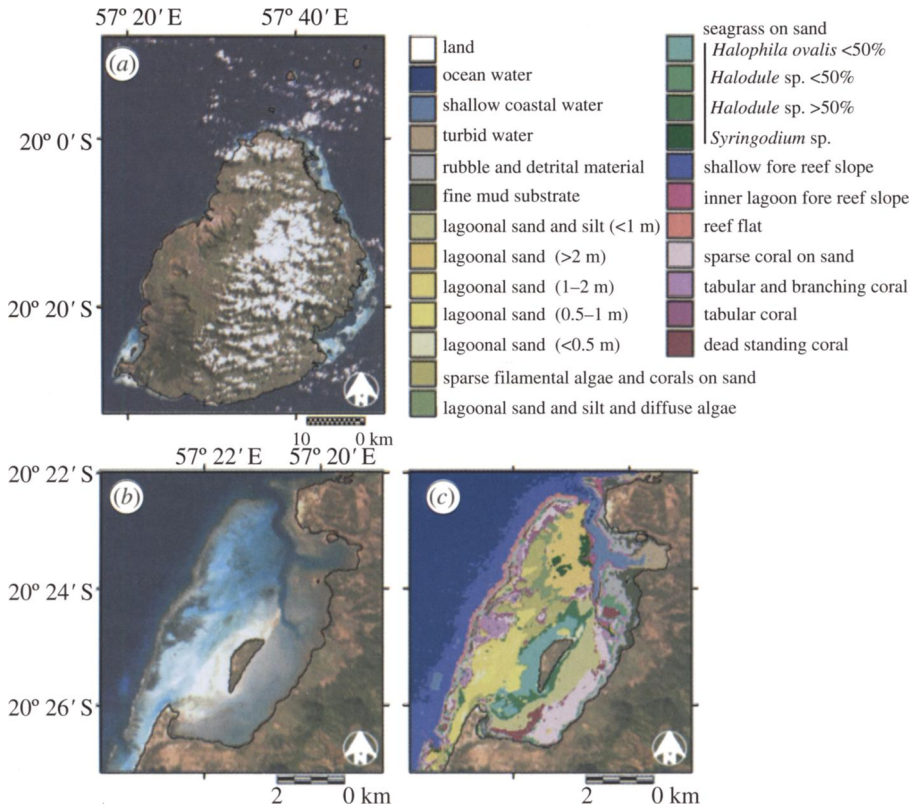 57° 20′ E 57° 40′ E
(a)
20° 0′ S
20° 20′ S
10 0 km
land
ocean water
shallow coastal water
turbid water
rubble and detrital material
fine mud substrate
lagoonal sand and silt (<1 m)
lagoonal sand (>2 m)
lagoonal sand (1–2 m)
lagoonal sand (0.5–1 m)
lagoonal sand (<0.5 m)
sparse filamental algae and corals on sand
lagoonal sand and silt and diffuse algae
seagrass on sand
Halophila ovalis <50%
Halodule sp. <50%
Halodule sp. >50%
Syringodium sp.
shallow fore reef slope
inner lagoon fore reef slope
reef flat
sparse coral on sand
tabular and branching coral
tabular coral
dead standing coral
57° 22′ E 57° 20′ E
20° 22′ S
(b)
20° 24′ S
20° 26′ S
N
2 0 km
(c)
N
2 0 km